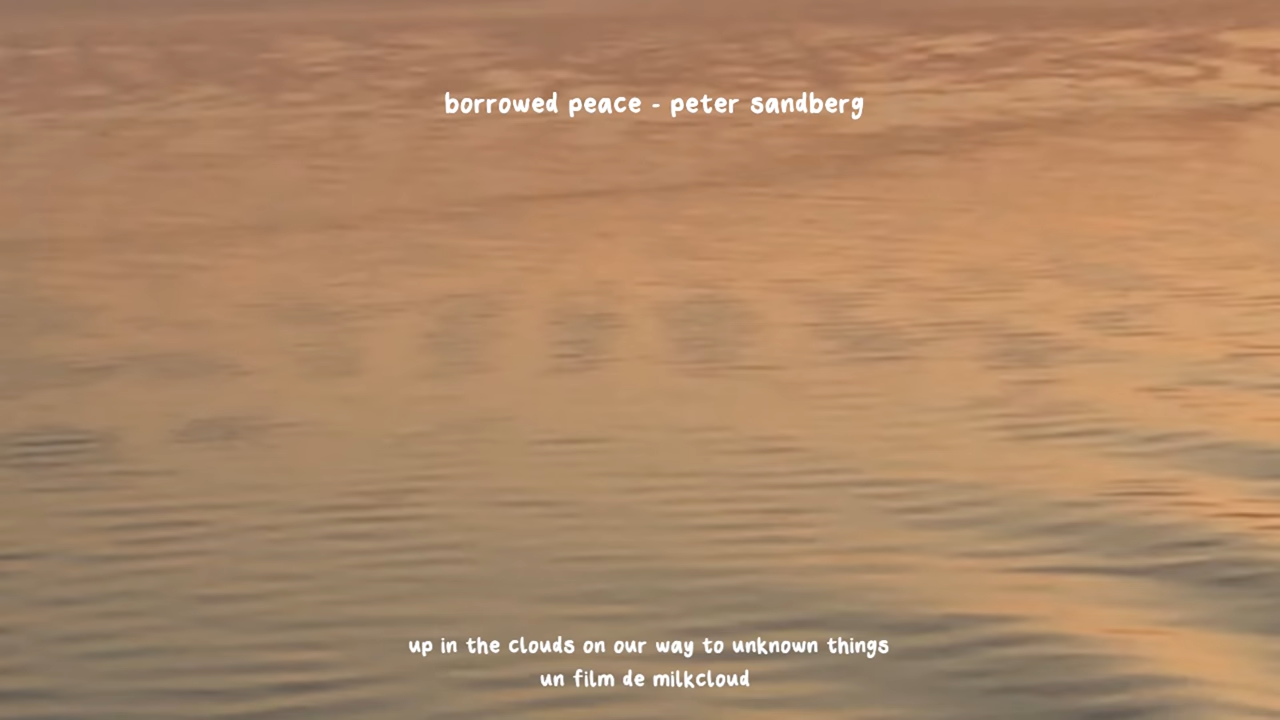 borrowed peace - peter sandberg
up in the clouds on our way to unknown things
un film de milkcloud